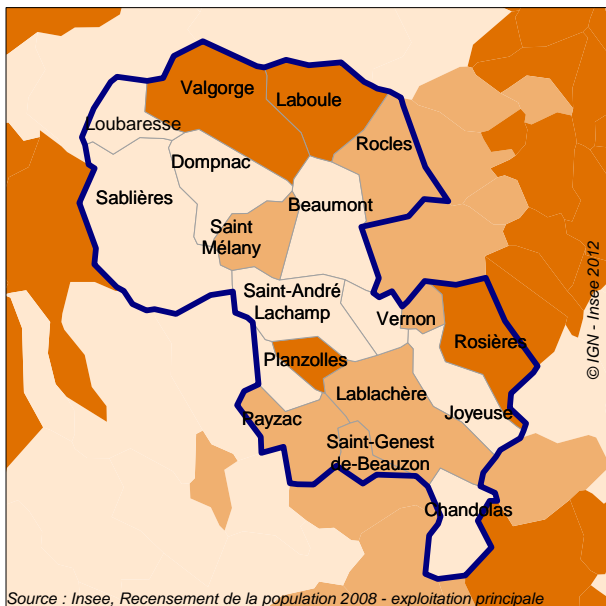 Valgorge
Laboule
Loubaresse
Rocles
Dompnac
Sablières
Beaumont
Saint
Mélany
Saint-André
Lachamp
Vernon
Rosières
Planzolles
Lablachère
Joyeuse
Payzac
Saint-Genest
de-Beauzon
Chandolas
© IGN - Insee 2012
Source : Insee, Recensement de la population 2008 - exploitation principale